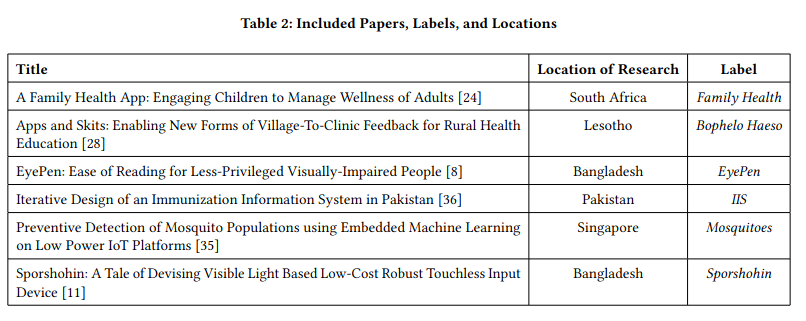 Table 2: Included Papers, Labels, and Locations
Title Location of Research Label
A Family Health App: Engaging Children to Manage Wellness of Adults [24] South Africa Family Health
Apps and Skits: Enabling New Forms of Village-To-Clinic Feedback for Rural Health Lesotho Bophelo Haeso
Education [28]
EyePen: Ease of Reading for Less-Privileged Visually-Impaired People [8] Bangladesh EyePen
Iterative Design of an Immunization Information System in Pakistan [36] Pakistan IIS
Preventive Detection of Mosquito Populations using Embedded Machine Learning Singapore Mosquitoes
on Low Power IoT Platforms [35]
Sporshohin: A Tale of Devising Visible Light Based Low-Cost Robust Touchless Input Bangladesh Sporshohin
Device [11]